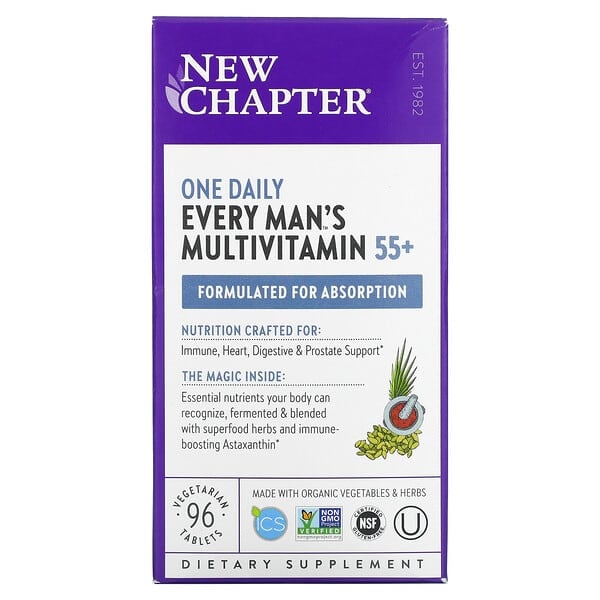 NEW
CHAPTER®
EST. 1982
ONE DAILY
EVERY MAN'S™
MULTIVITAMIN 55+
FORMULATED FOR ABSORPTION
NUTRITION CRAFTED FOR:
Immune, Heart, Digestive & Prostate Support*
THE MAGIC INSIDE:
Essential nutrients your body can
recognize, fermented & blended
with superfood herbs and immune-
boosting Astaxanthin*
VEGETARIAN
96
TABLETS
MADE WITH ORGANIC VEGETABLES & HERBS
ICS
NON
GMO
Project
VERIFIED
nongmoproject.org
CERTIFIED
NSF
GLUTEN-FREE
U
DIETARY SUPPLEMENT